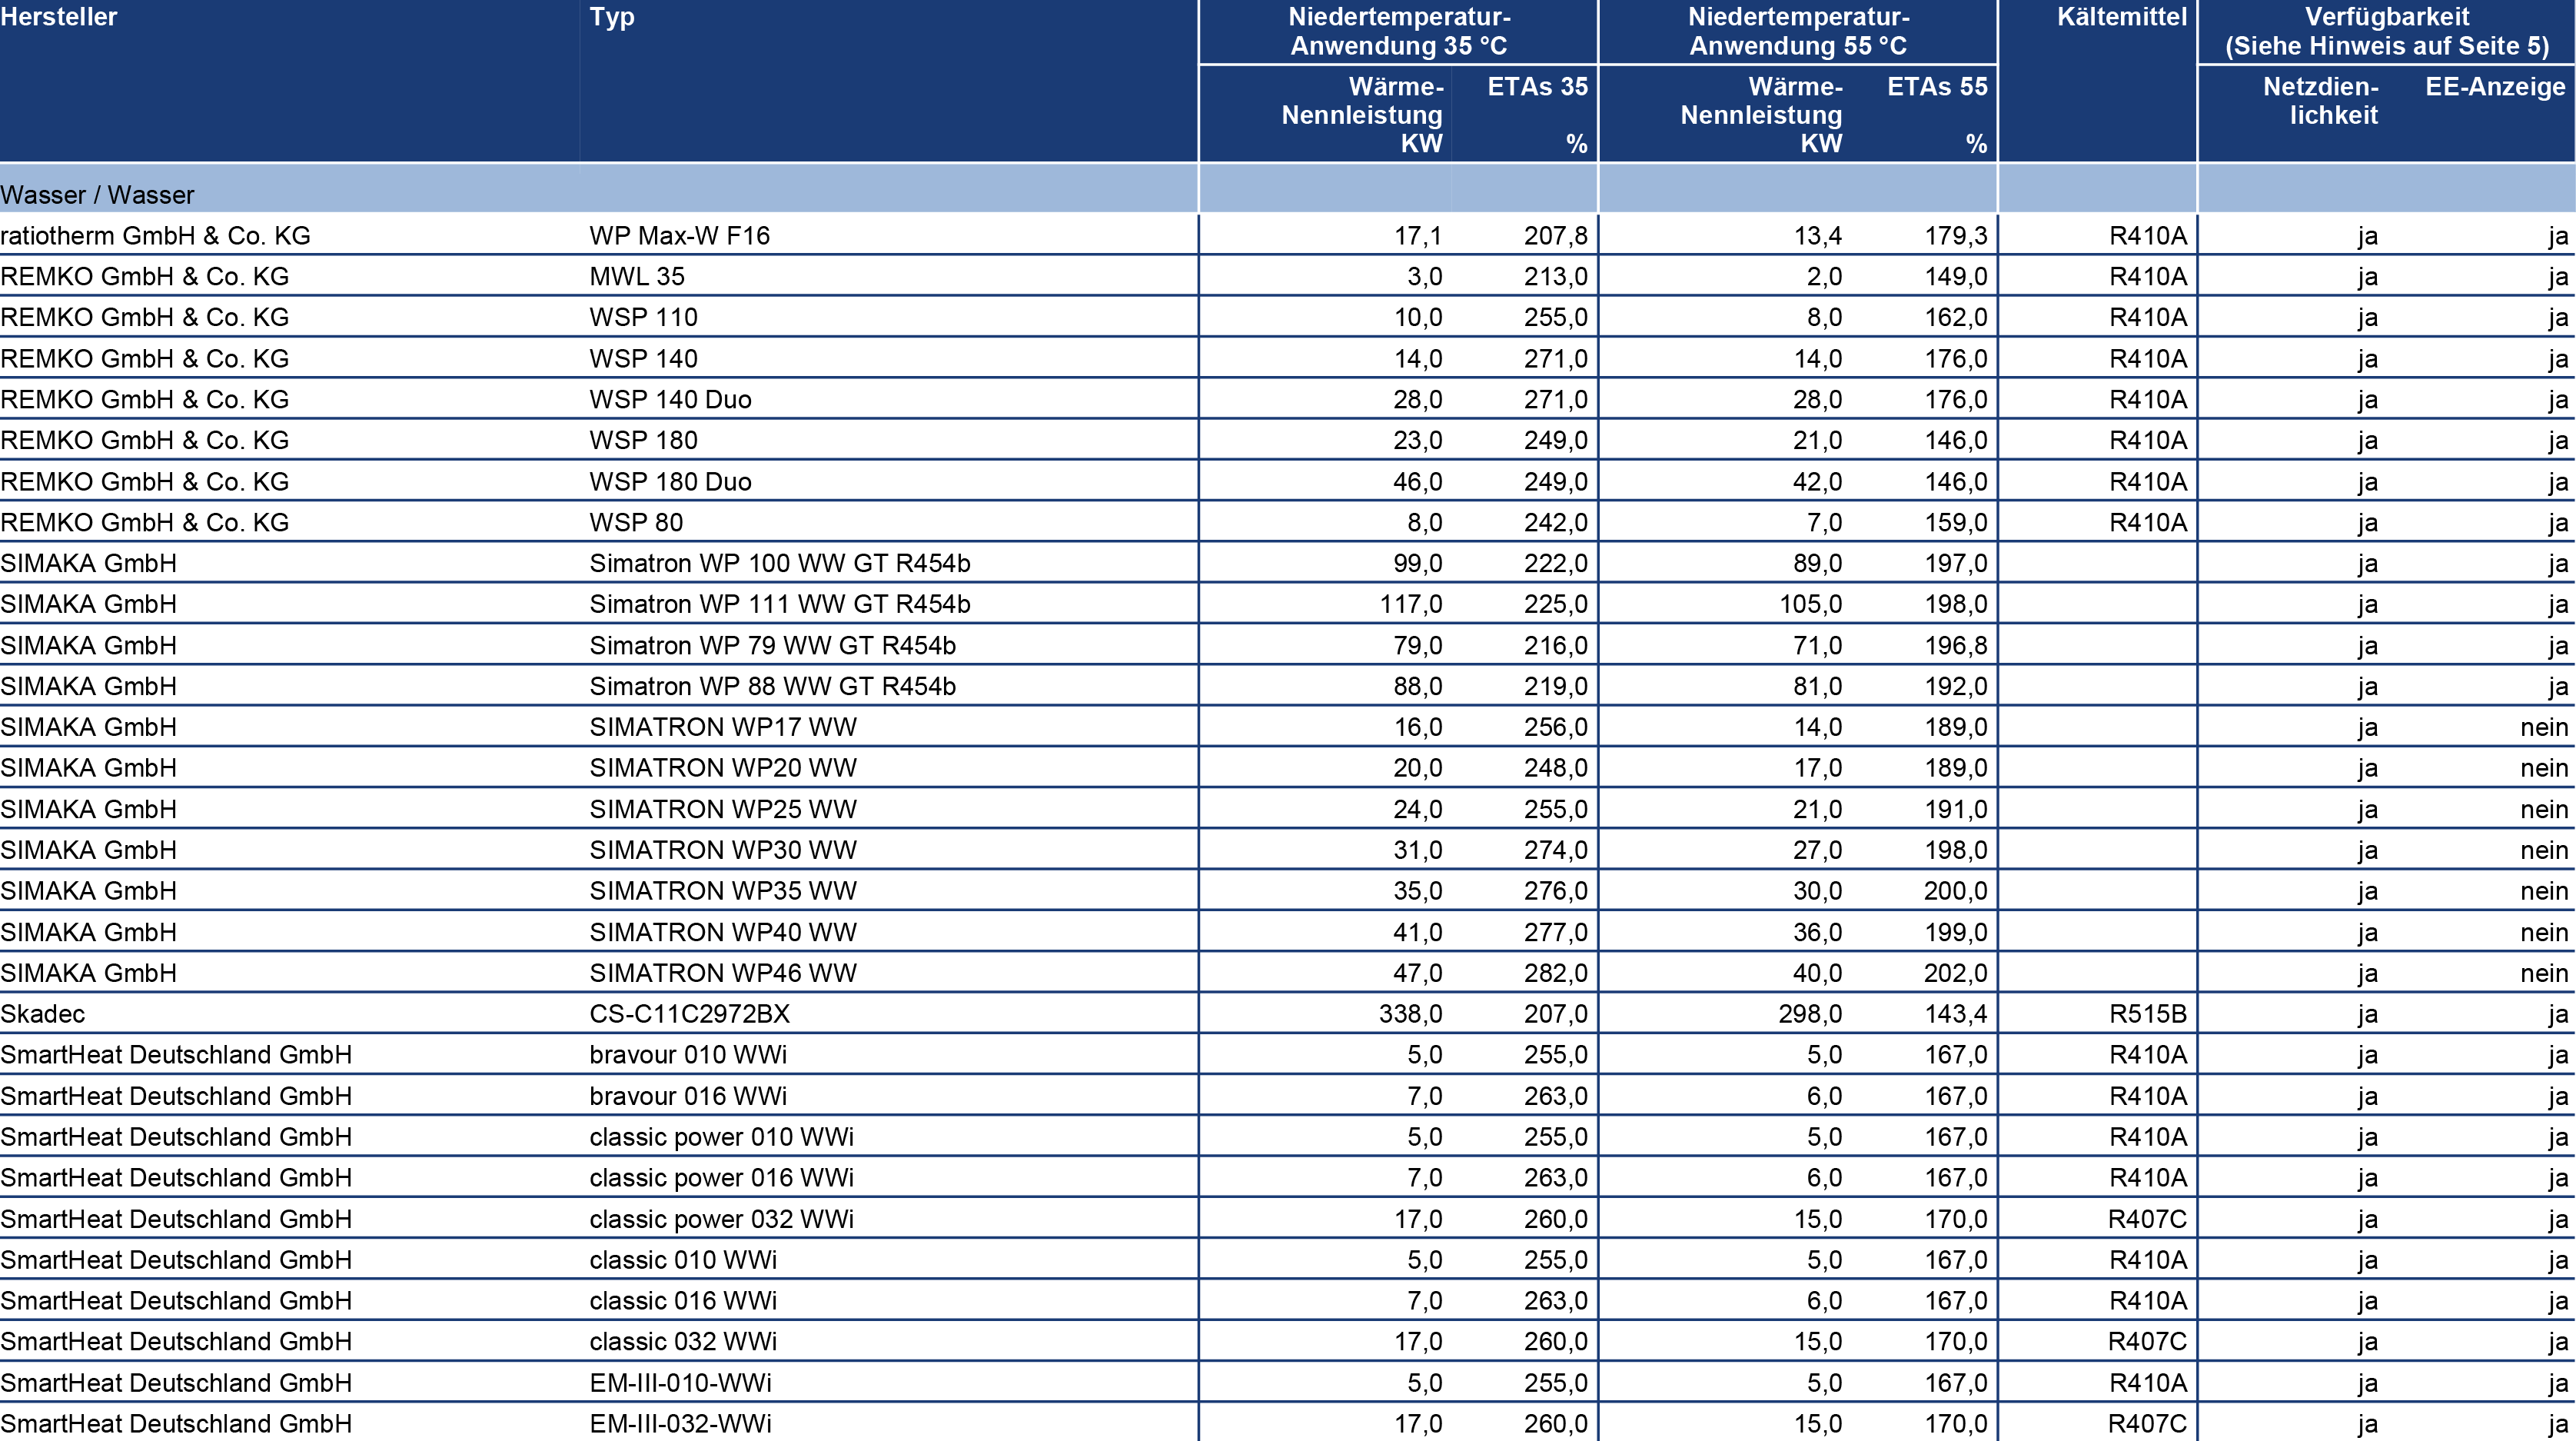 Hersteller Typ Niedertemperatur- Niedertemperatur- Kältemittel Verfügbarkeit
Anwendung 35 °C Anwendung 55 °C (Siehe Hinweis auf Seite 5)
Wärme- ETAs 35 Wärme- ETAs 55 Netzdien- EE-Anzeige
Nennleistung Nennleistung lichkeit
KW % KW %
Wasser / Wasser
ratiotherm GmbH & Co. KG WP Max-W F16 17,1 207,8 13,4 179,3 R410A ja ja
REMKO GmbH & Co. KG MWL 35 3,0 213,0 2,0 149,0 R410A ja ja
REMKO GmbH & Co. KG WSP 110 10,0 255,0 8,0 162,0 R410A ja ja
REMKO GmbH & Co. KG WSP 140 14,0 271,0 14,0 176,0 R410A ja ja
REMKO GmbH & Co. KG WSP 140 Duo 28,0 271,0 28,0 176,0 R410A ja ja
REMKO GmbH & Co. KG WSP 180 23,0 249,0 21,0 146,0 R410A ja ja
REMKO GmbH & Co. KG WSP 180 Duo 46,0 249,0 42,0 146,0 R410A ja ja
REMKO GmbH & Co. KG WSP 80 8,0 242,0 7,0 159,0 R410A ja ja
SIMAKA GmbH Simatron WP 100 WW GT R454b 99,0 222,0 89,0 197,0 ja ja
SIMAKA GmbH Simatron WP 111 WW GT R454b 117,0 225,0 105,0 198,0 ja ja
SIMAKA GmbH Simatron WP 79 WW GT R454b 79,0 216,0 71,0 196,8 ja ja
SIMAKA GmbH Simatron WP 88 WW GT R454b 88,0 219,0 81,0 192,0 ja ja
SIMAKA GmbH SIMATRON WP17 WW 16,0 256,0 14,0 189,0 ja nein
SIMAKA GmbH SIMATRON WP20 WW 20,0 248,0 17,0 189,0 ja nein
SIMAKA GmbH SIMATRON WP25 WW 24,0 255,0 21,0 191,0 ja nein
SIMAKA GmbH SIMATRON WP30 WW 31,0 274,0 27,0 198,0 ja nein
SIMAKA GmbH SIMATRON WP35 WW 35,0 276,0 30,0 200,0 ja nein
SIMAKA GmbH SIMATRON WP40 WW 41,0 277,0 36,0 199,0 ja nein
SIMAKA GmbH SIMATRON WP46 WW 47,0 282,0 40,0 202,0 ja nein
Skadec CS-C11C2972BX 338,0 207,0 298,0 143,4 R515B ja ja
SmartHeat Deutschland GmbH bravour 010 WWi 5,0 255,0 5,0 167,0 R410A ja ja
SmartHeat Deutschland GmbH bravour 016 WWi 7,0 263,0 6,0 167,0 R410A ja ja
SmartHeat Deutschland GmbH classic power 010 WWi 5,0 255,0 5,0 167,0 R410A ja ja
SmartHeat Deutschland GmbH classic power 016 WWi 7,0 263,0 6,0 167,0 R410A ja ja
SmartHeat Deutschland GmbH classic power 032 WWi 17,0 260,0 15,0 170,0 R407C ja ja
SmartHeat Deutschland GmbH classic 010 WWi 5,0 255,0 5,0 167,0 R410A ja ja
SmartHeat Deutschland GmbH classic 016 WWi 7,0 263,0 6,0 167,0 R410A ja ja
SmartHeat Deutschland GmbH classic 032 WWi 17,0 260,0 15,0 170,0 R407C ja ja
SmartHeat Deutschland GmbH EM-III-010-WWi 5,0 255,0 5,0 167,0 R410A ja ja
SmartHeat Deutschland GmbH EM-III-032-WWi 17,0 260,0 15,0 170,0 R407C ja ja